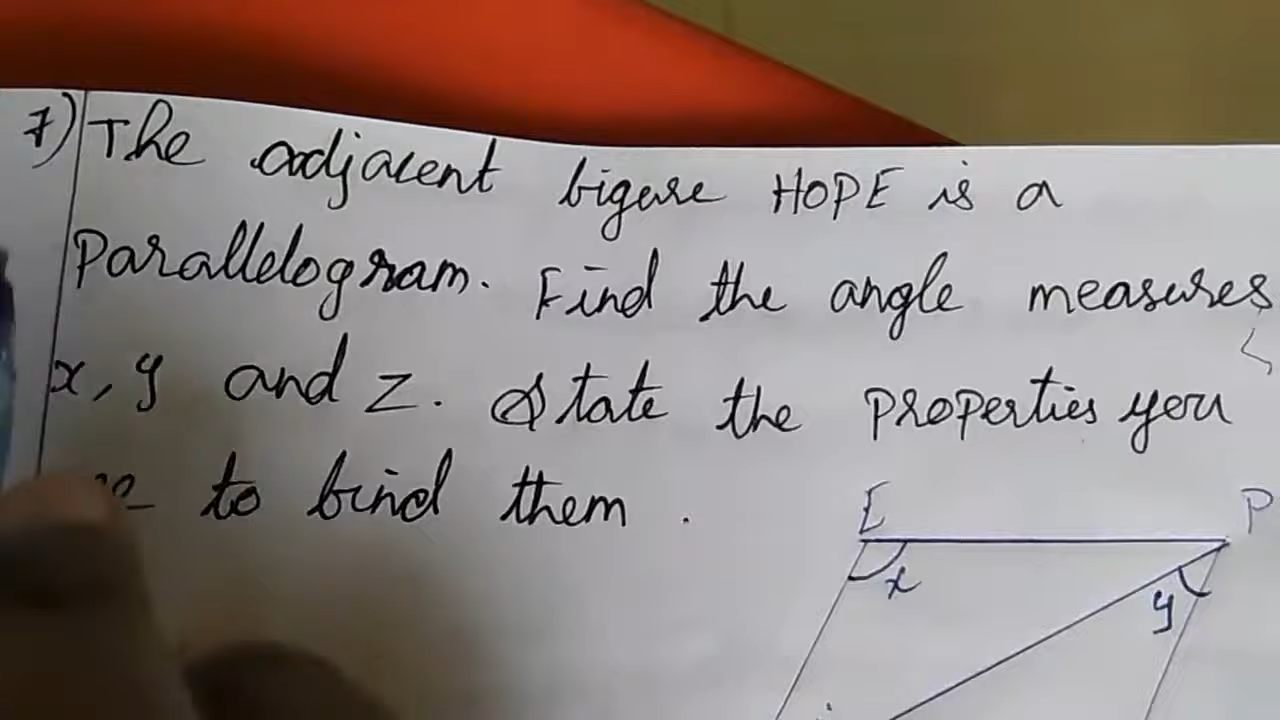 7) The adjacent bigure HOPE is a
Parallelogram. Find the angle measures
x, y and z. State the properties you
to bind them.
E
P
x
y